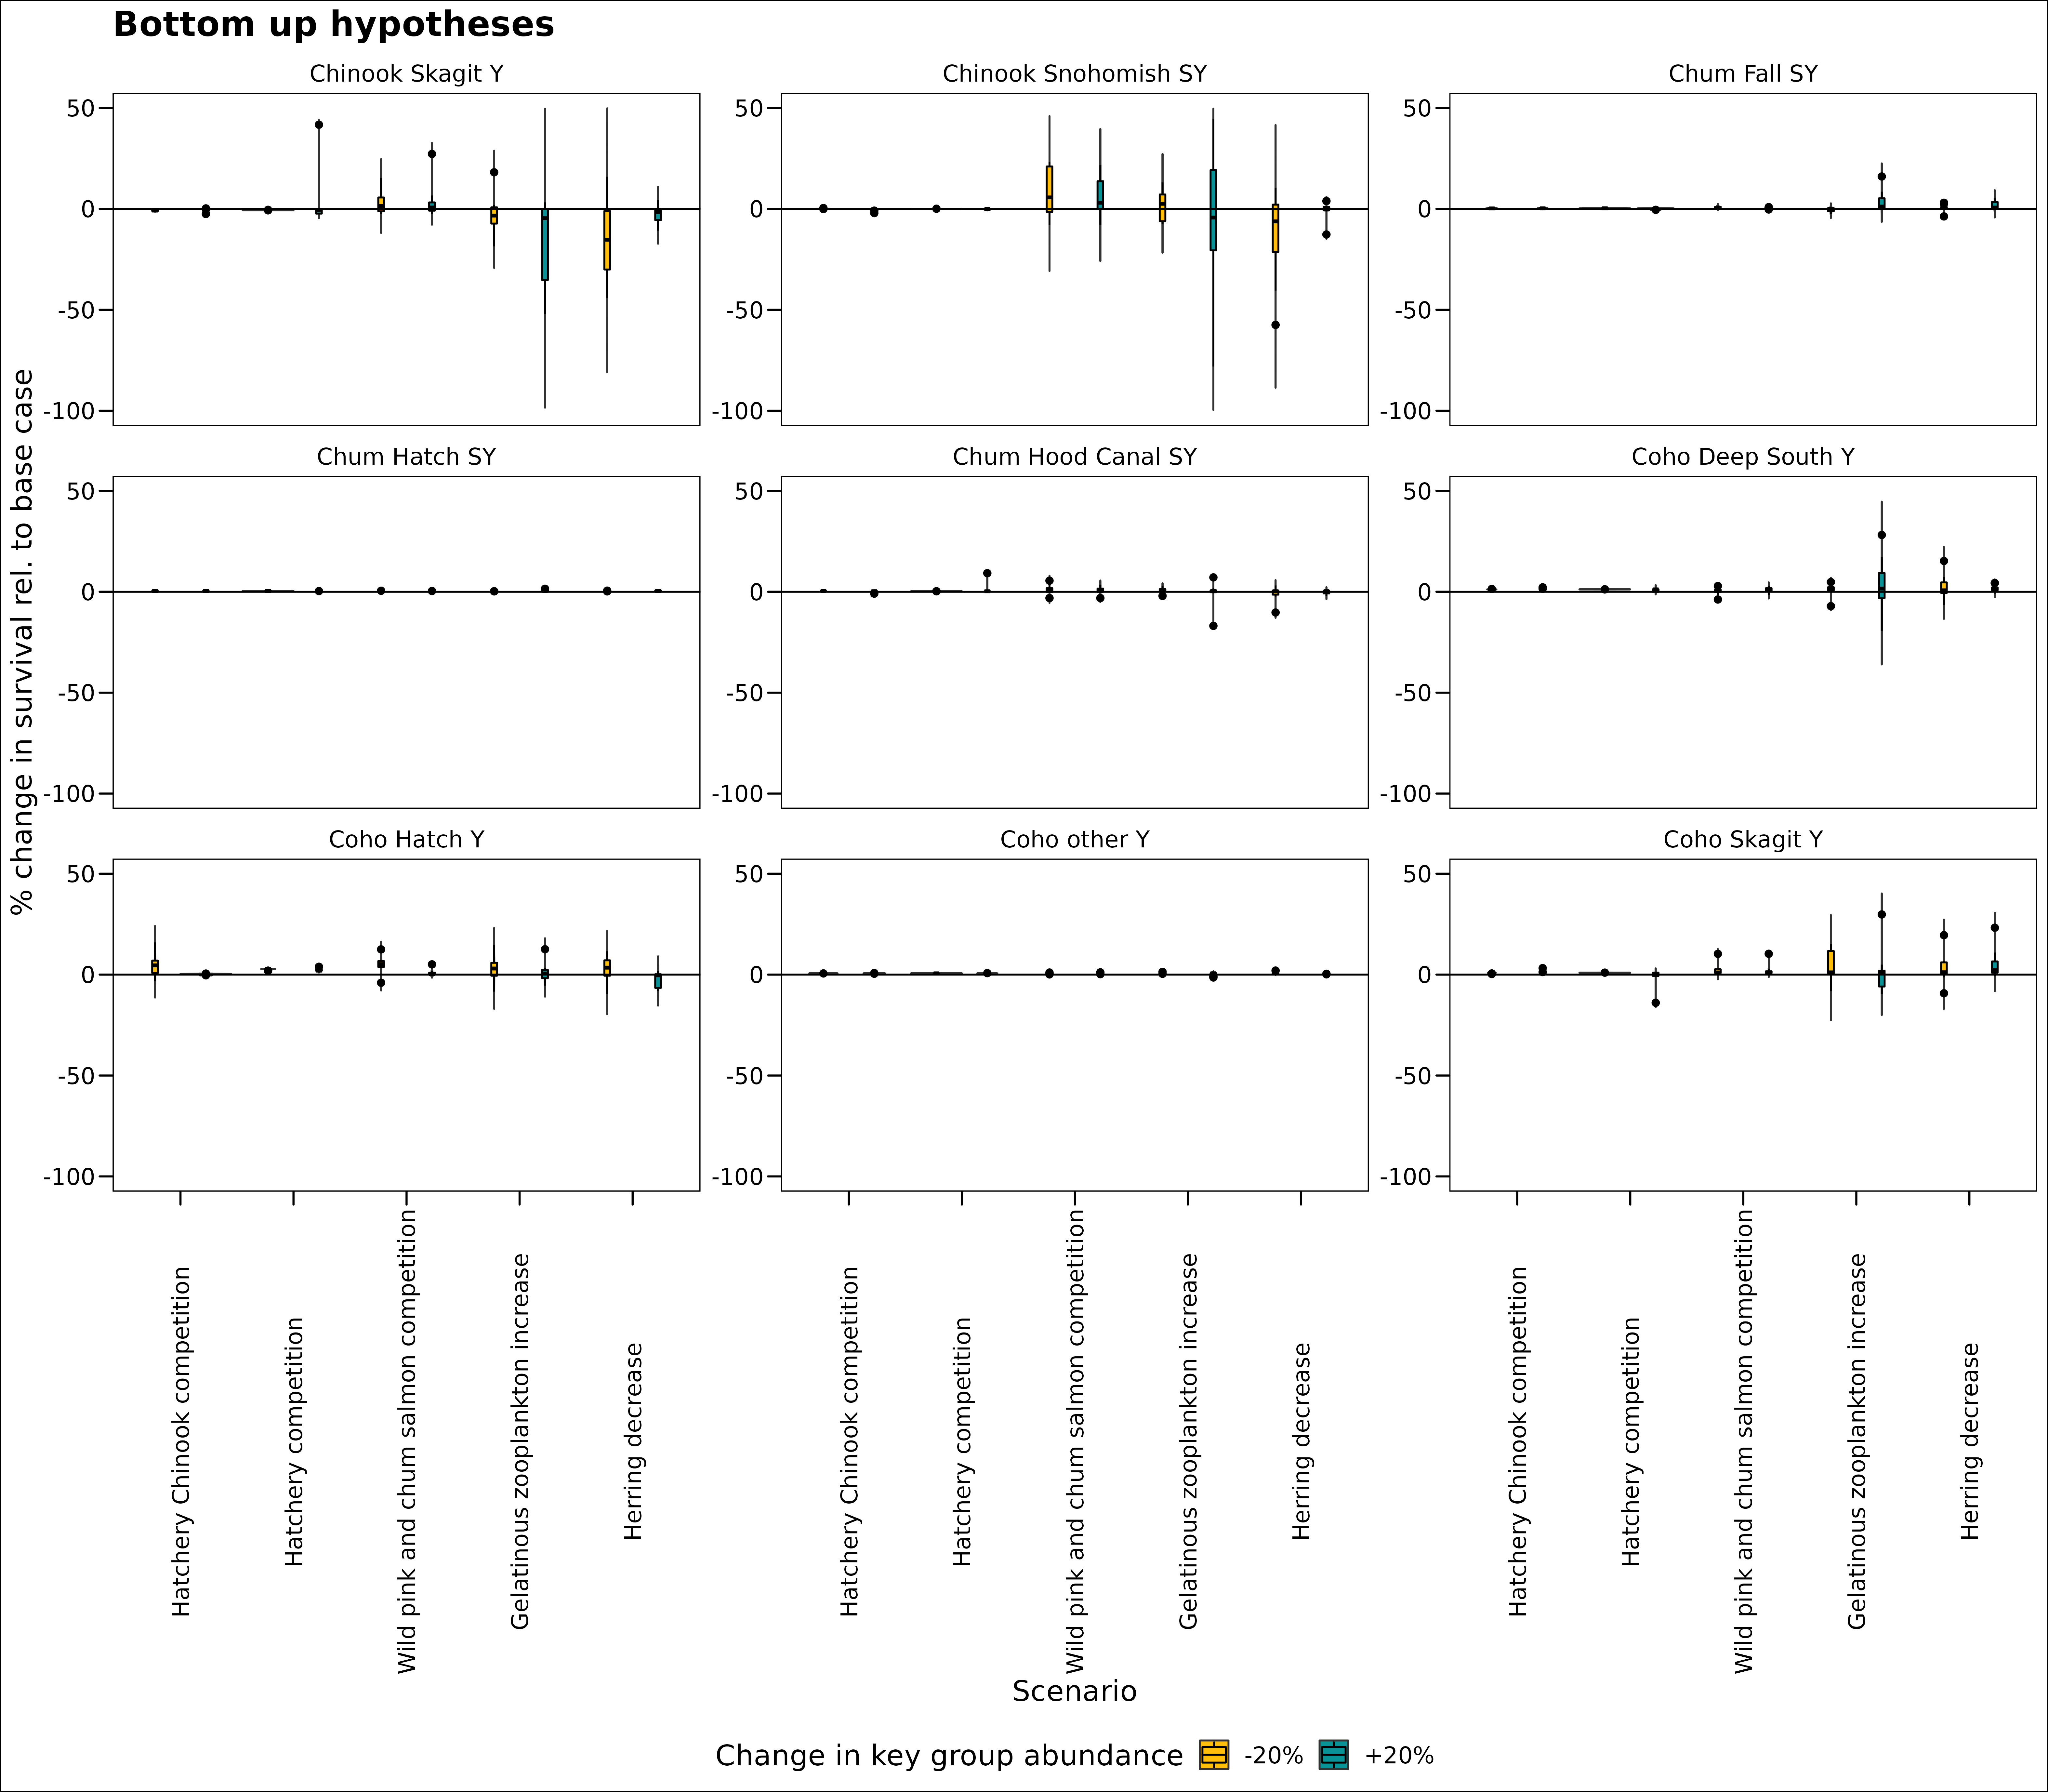 Bottom up hypotheses
Chinook Skagit Y
Chinook Snohomish SY
Chum Fall SY
50
0
-50
-100
50
0
-50
-100
50
0
-50
-100
Chum Hatch SY
Chum Hood Canal SY
Coho Deep South Y
50
0
-50
-100
50
0
-50
-100
50
0
-50
-100
Coho Hatch Y
Coho other Y
Coho Skagit Y
50
0
-50
-100
50
0
-50
-100
50
0
-50
-100
% change in survival rel. to base case
Hatchery Chinook competition
Hatchery competition
Wild pink and chum salmon competition
Gelatinous zooplankton increase
Herring decrease
Hatchery Chinook competition
Hatchery competition
Wild pink and chum salmon competition
Gelatinous zooplankton increase
Herring decrease
Hatchery Chinook competition
Hatchery competition
Wild pink and chum salmon competition
Gelatinous zooplankton increase
Herring decrease
Scenario
Change in key group abundance -20% +20%